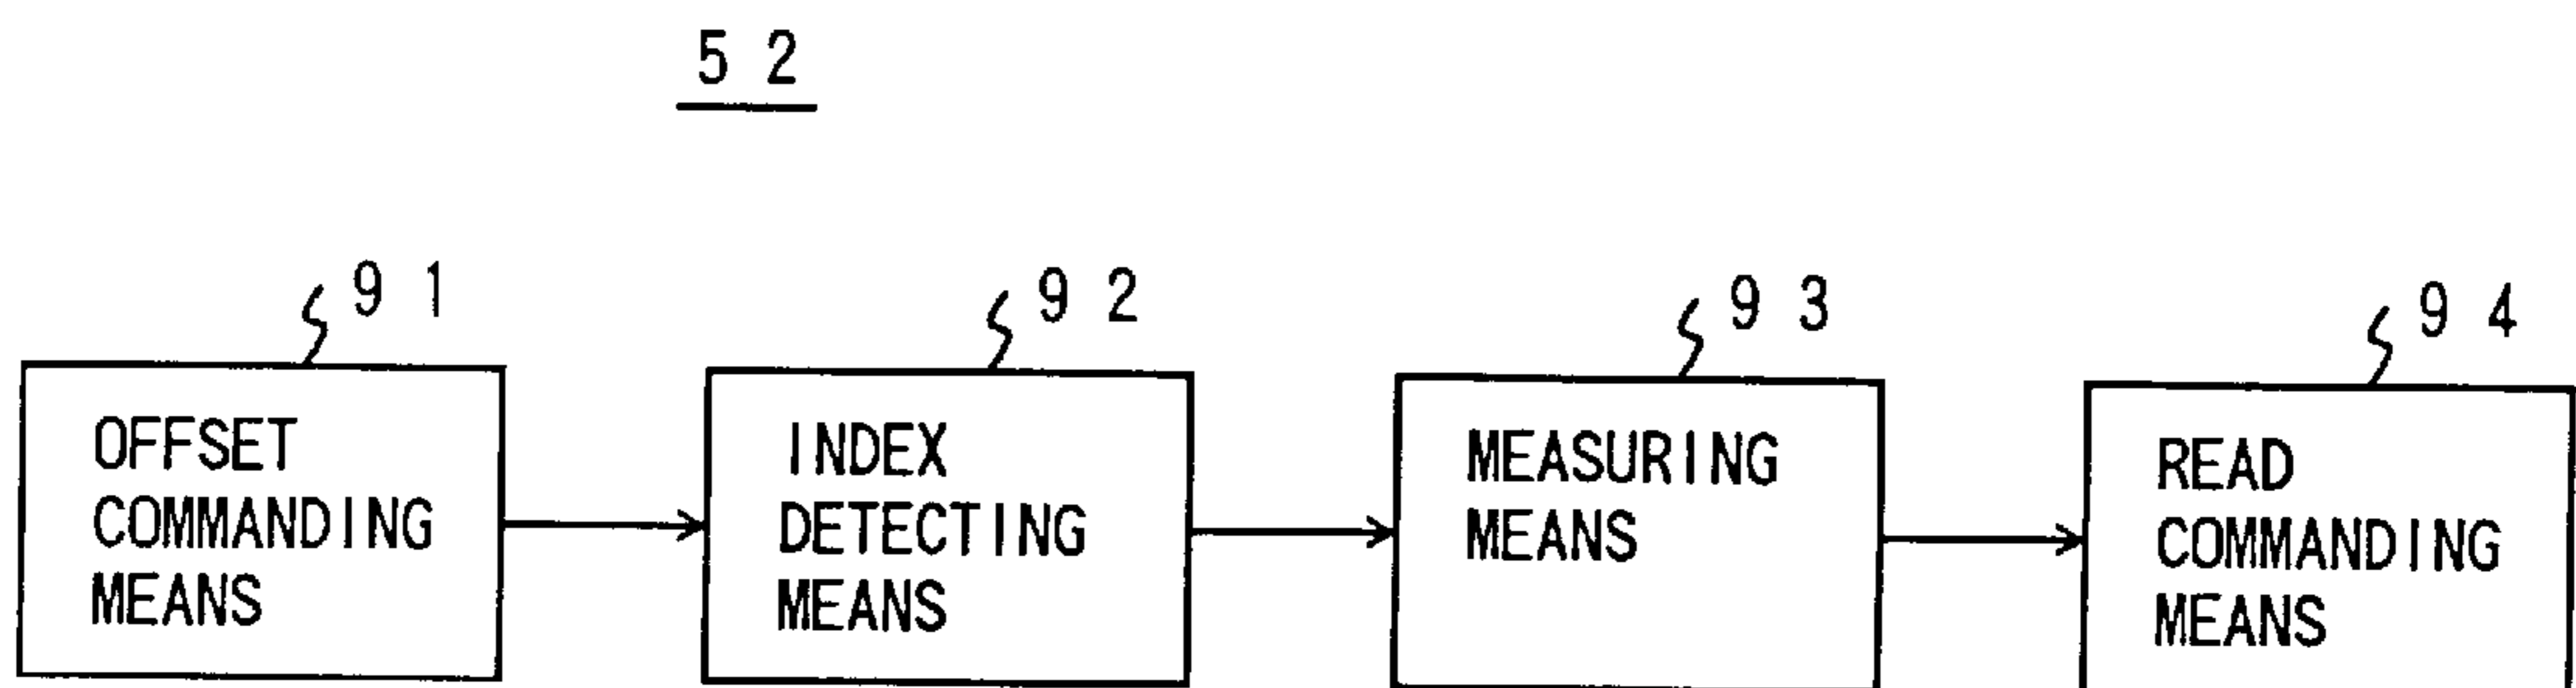 52
91
92
93
94
OFFSET
COMMANDING
MEANS
INDEX
DETECTING
MEANS
MEASURING
MEANS
READ
COMMANDING
MEANS